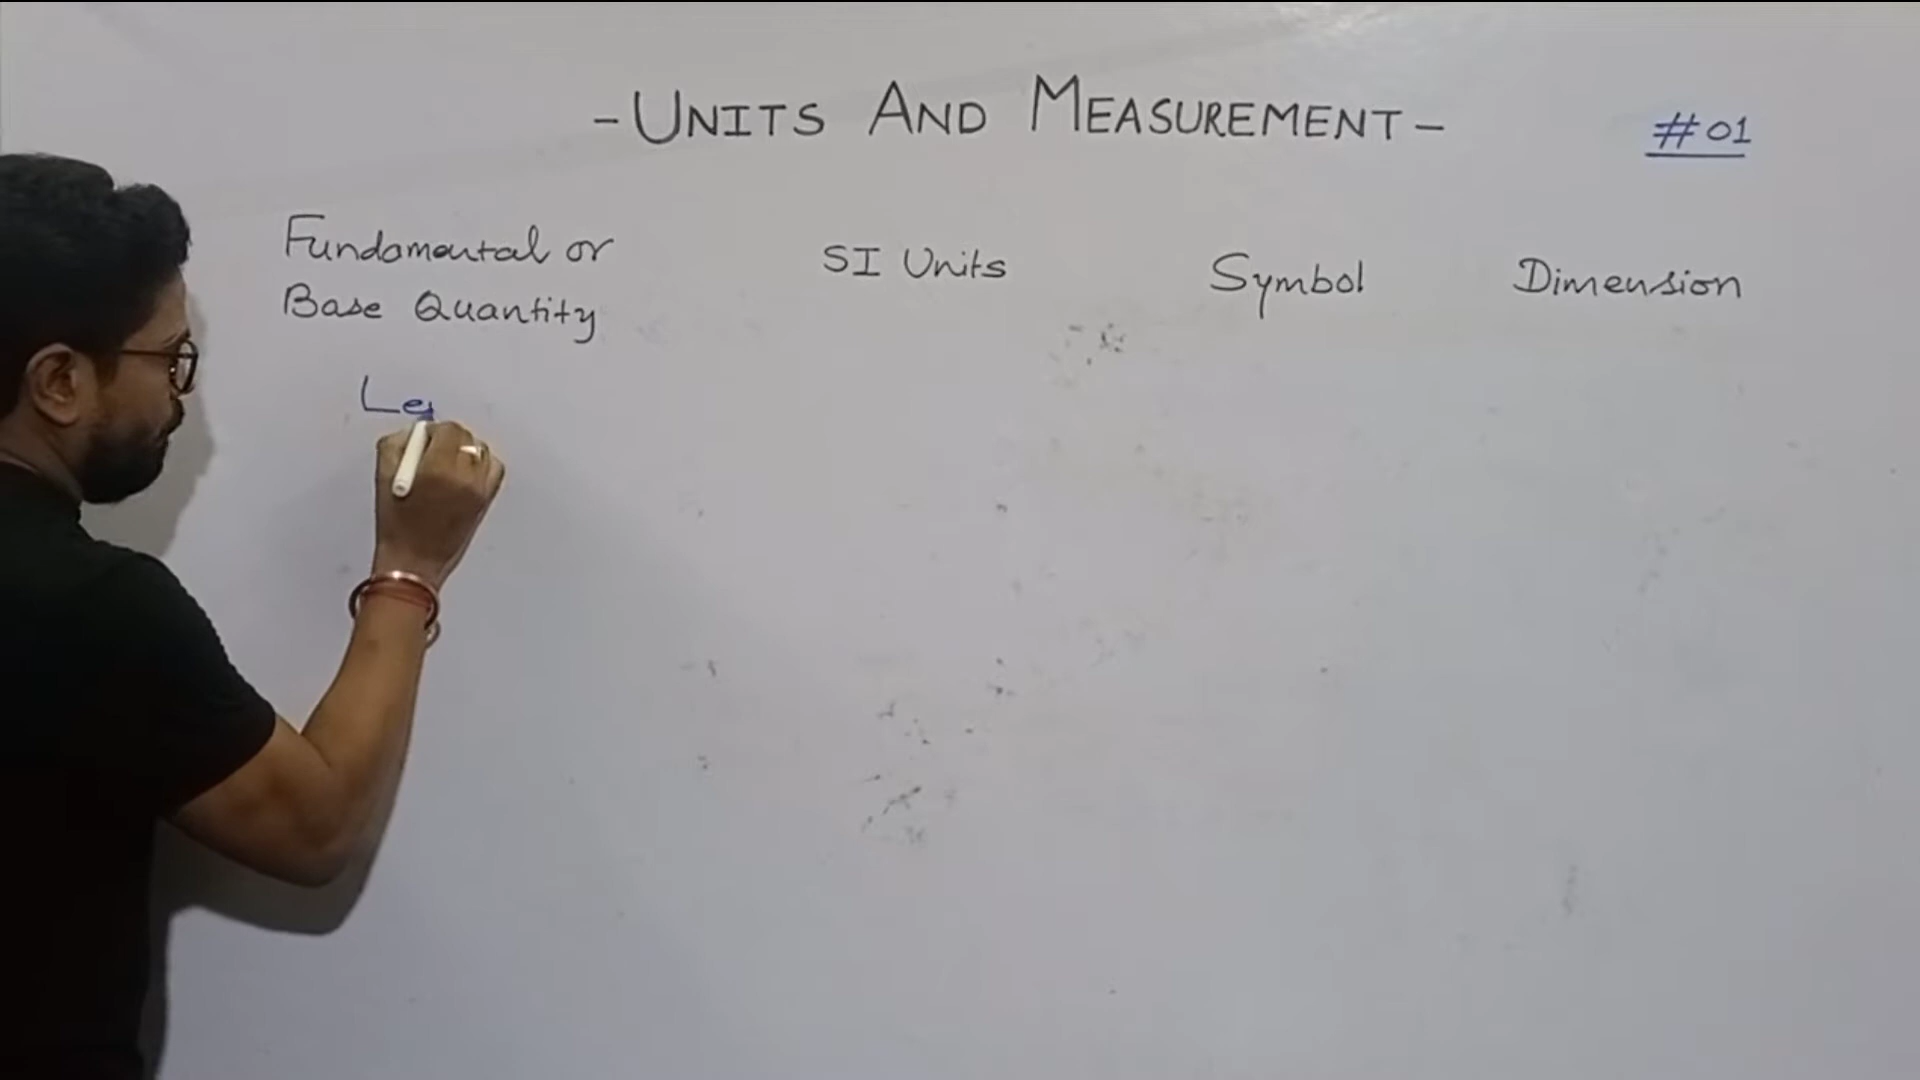 - UNITS AND MEASUREMENT -
#01
Fundamental or
Base Quantity
SI Units
Symbol
Dimension
Le